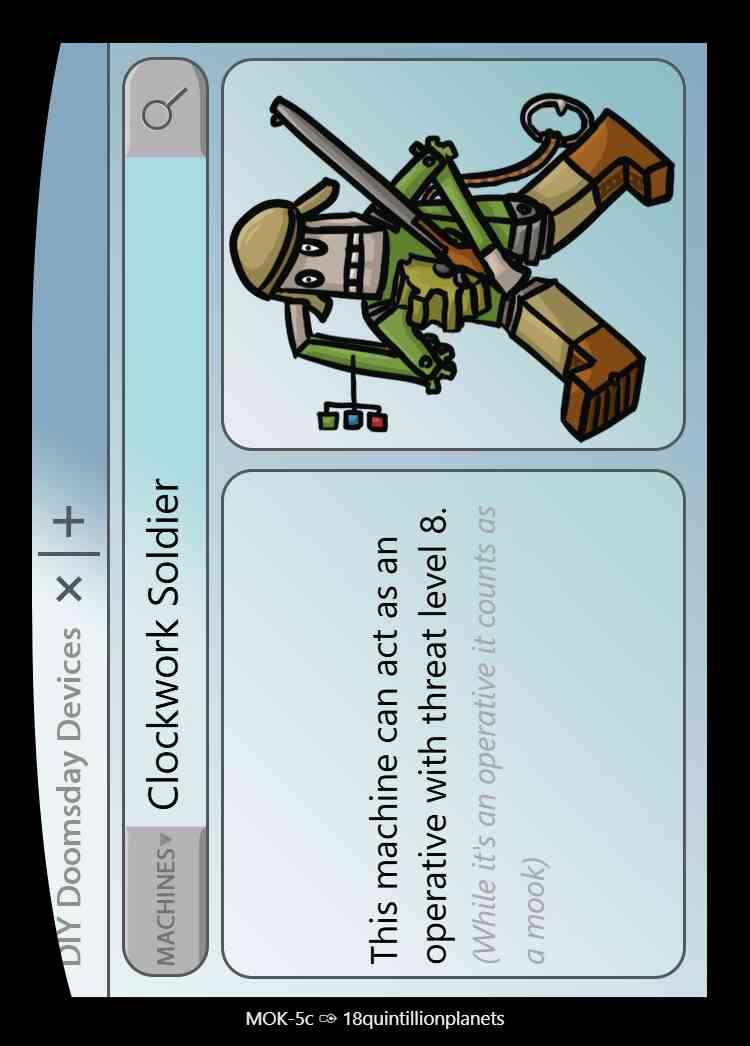 DIY Doomsday Devices × | +
MACHINES▾ Clockwork Soldier
This machine can act as an
operative with threat level 8.
(While it's an operative it counts as
a mook)
MOK-5c ➩ 18quintillionplanets